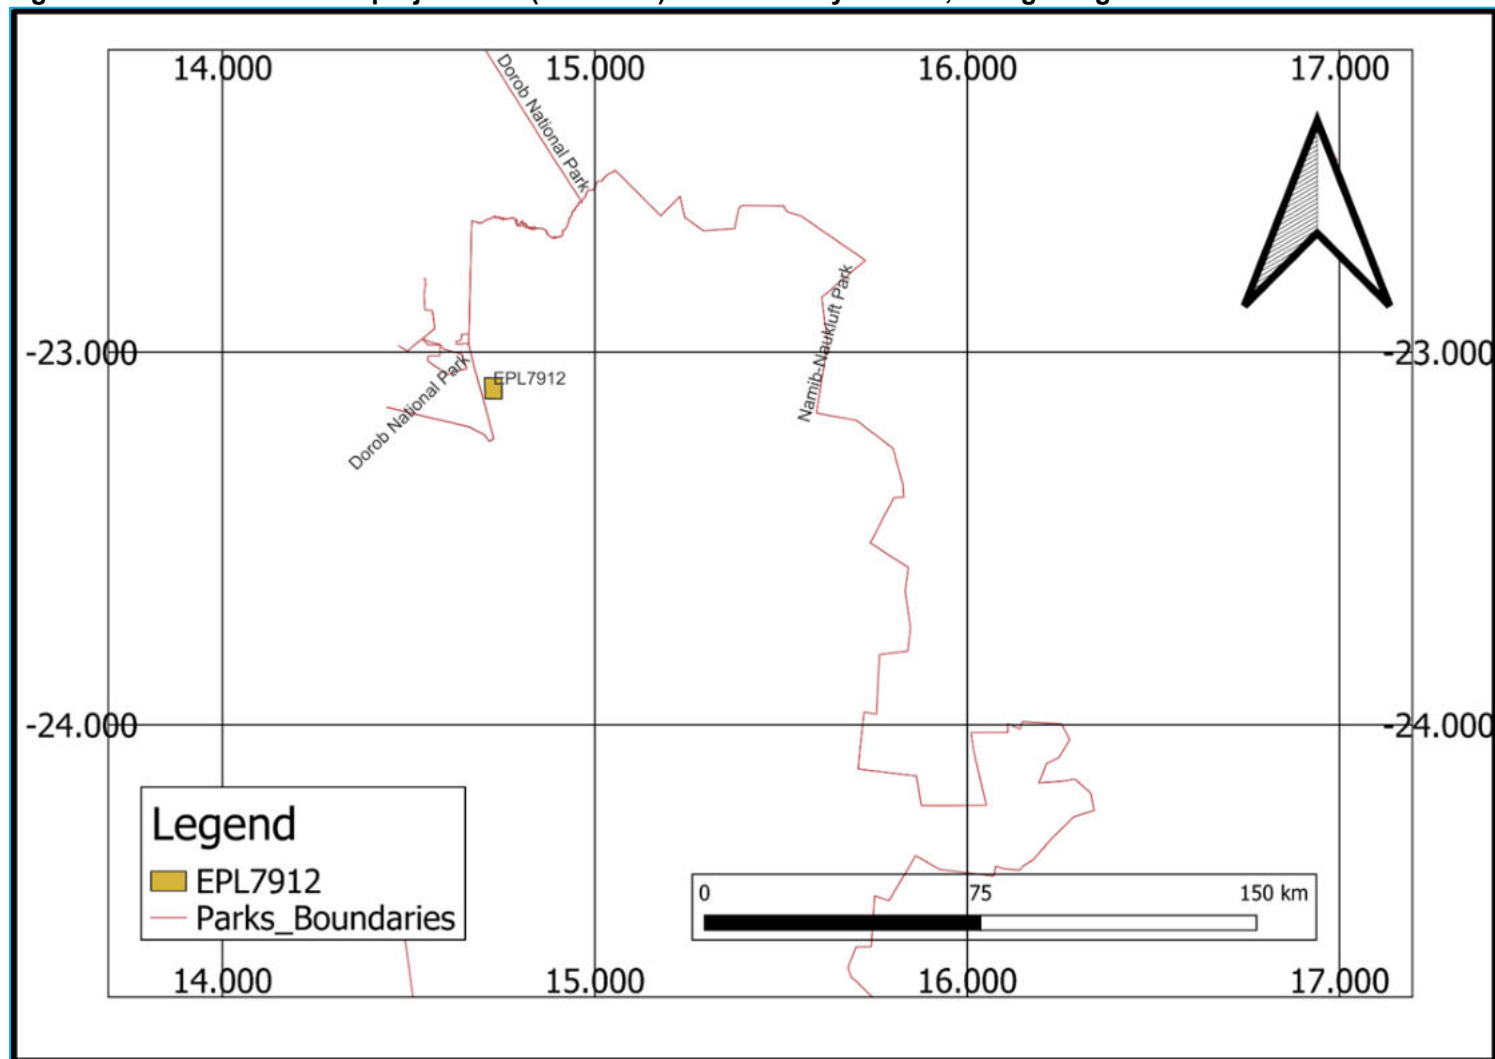 14.000 15.000 16.000 17.000
Dorob National Park
Namib-Naukluft Park
-23.000 -23.000
EPL7912
Dorob National Park
-24.000 -24.000
Legend
EPL7912
Parks_Boundaries
0 75 150 km
14.000 15.000 16.000 17.000